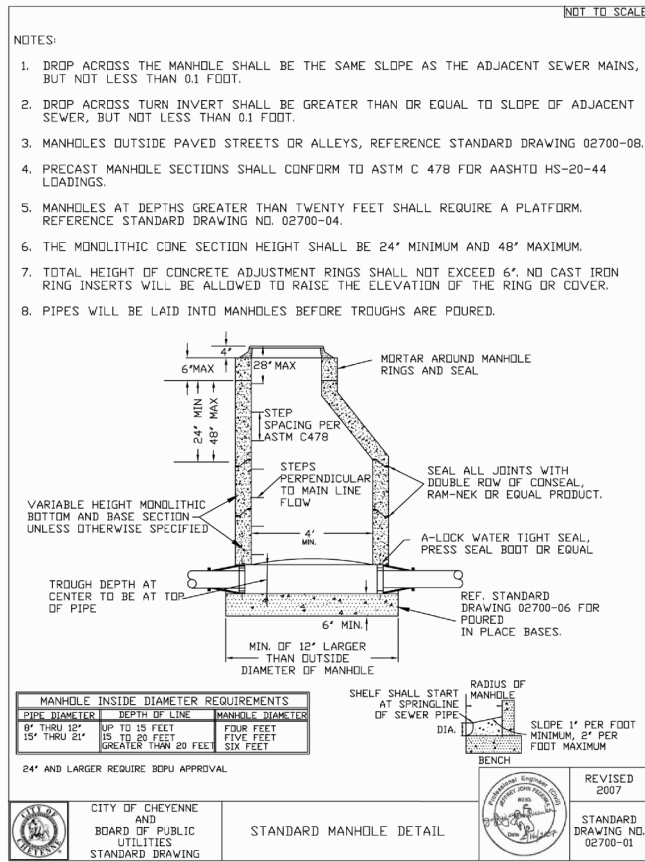 NOT TO SCALE
NOTES:
1. DROP ACROSS THE MANHOLE SHALL BE THE SAME SLOPE AS THE ADJACENT SEWER MAINS,
BUT NOT LESS THAN 0.1 FOOT.
2. DROP ACROSS TURN INVERT SHALL BE GREATER THAN OR EQUAL TO SLOPE OF ADJACENT
SEWER, BUT NOT LESS THAN 0.1 FOOT.
3. MANHOLES OUTSIDE PAVED STREETS OR ALLEYS, REFERENCE STANDARD DRAWING 02700-08.
4. PRECAST MANHOLE SECTIONS SHALL CONFORM TO ASTM C 478 FOR AASHTO HS-20-44
LOADINGS.
5. MANHOLES AT DEPTHS GREATER THAN TWENTY FEET SHALL REQUIRE A PLATFORM.
REFERENCE STANDARD DRAWING NO. 02700-04.
6. THE MONOLITHIC CONE SECTION HEIGHT SHALL BE 24" MINIMUM AND 48" MAXIMUM.
7. TOTAL HEIGHT OF CONCRETE ADJUSTMENT RINGS SHALL NOT EXCEED 6". NO CAST IRON
RING INSERTS WILL BE ALLOWED TO RAISE THE ELEVATION OF THE RING OR COVER.
8. PIPES WILL BE LAID INTO MANHOLES BEFORE TROUGHS ARE POURED.
4"
6"MAX
28"MAX
MORTAR AROUND MANHOLE
RINGS AND SEAL
24" MIN
48" MAX
STEP
SPACING PER
ASTM C478
STEPS
PERPENDICULAR
TO MAIN LINE
FLOW
SEAL ALL JOINTS WITH
DOUBLE ROW OF CONSEAL,
RAM-NEK OR EQUAL PRODUCT.
VARIABLE HEIGHT MONOLITHIC
BOTTOM AND BASE SECTION
UNLESS OTHERWISE SPECIFIED
4'
MIN.
A-LOCK WATER TIGHT SEAL,
PRESS SEAL BOOT OR EQUAL
TROUGH DEPTH AT
CENTER TO BE AT TOP
OF PIPE
REF. STANDARD
DRAWING 02700-06 FOR
POURED
IN PLACE BASES.
6" MIN.
MIN. OF 12" LARGER
THAN OUTSIDE
DIAMETER OF MANHOLE
MANHOLE INSIDE DIAMETER REQUIREMENTS
PIPE DIAMETER DEPTH OF LINE MANHOLE DIAMETER
8" THRU 12" UP TO 15 FEET FOUR FEET
15" THRU 21" 15 TO 20 FEET FIVE FEET
GREATER THAN 20 FEET SIX FEET
24" AND LARGER REQUIRE BOPU APPROVAL
SHELF SHALL START
AT SPRINGLINE
OF SEWER PIPE
RADIUS OF
MANHOLE
DIA.
SLOPE 1" PER FOOT
MINIMUM, 2" PER
FOOT MAXIMUM
BENCH
CITY OF CHEYENNE
CITY OF CHEYENNE
AND
BOARD OF PUBLIC
UTILITIES
STANDARD DRAWING
STANDARD MANHOLE DETAIL
Professional Engineer (Civil)
REVISED
2007
STANDARD
DRAWING NO.
02700-01